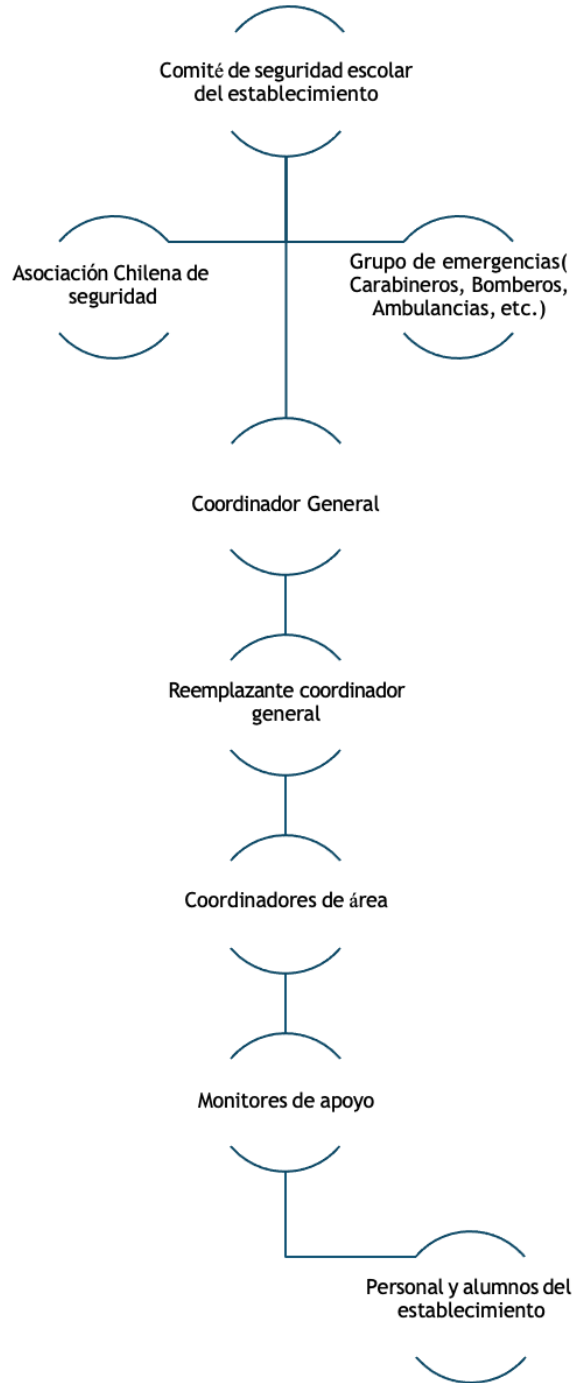 Comité de seguridad escolar
del establecimiento
Asociación Chilena de
seguridad
Grupo de emergencias(
Carabineros, Bomberos,
Ambulancias, etc.)
Coordinador General
Reemplazante coordinador
general
Coordinadores de área
Monitores de apoyo
Personal y alumnos del
establecimiento